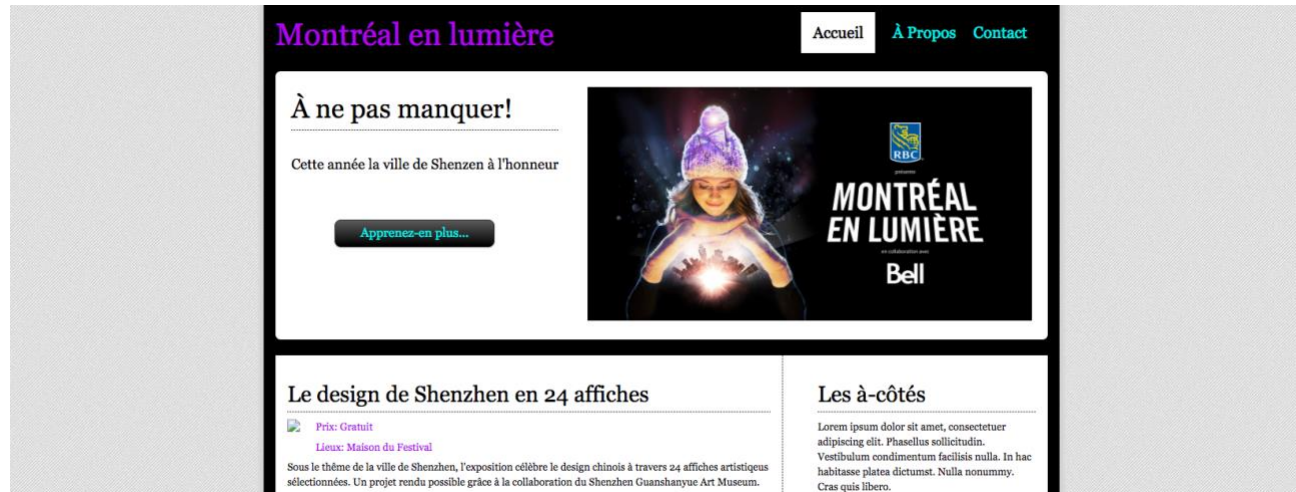 Montréal en lumière
Accueil
À Propos
Contact
À ne pas manquer!
Cette année la ville de Shenzen à l'honneur
Apprenez-en plus...
RBC
présente
MONTRÉAL
EN LUMIÈRE
en collaboration avec
Bell
Le design de Shenzhen en 24 affiches
Prix: Gratuit
Lieux: Maison du Festival
Sous le thême de la ville de Shenzhen, l'exposition célèbre le design chinois à travers 24 affiches artistiqeus
sélectionnées. Un projet rendu possible grâce à la collaboration du Shenzhen Guanshanyue Art Museum.
Les à-côtés
Lorem ipsum dolor sit amet, consectetuer
adipiscing elit. Phasellus sollicitudin.
Vestibulum condimentum facilisis nulla. In hac
habitasse platea dictumst. Nulla nonummy.
Cras quis libero.